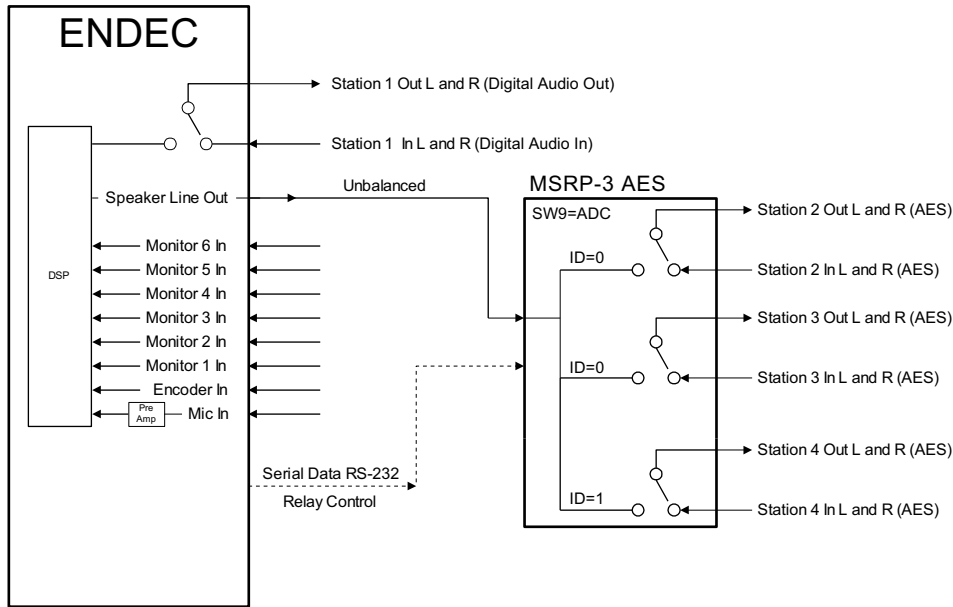 ENDEC
Station 1 Out L and R (Digital Audio Out)
Station 1 In L and R (Digital Audio In)
Speaker Line Out
Unbalanced
MSRP-3 AES
SW9=ADC
Station 2 Out L and R (AES)
ID=0
Station 2 In L and R (AES)
DSP
Monitor 6 In
Monitor 5 In
Monitor 4 In
Monitor 3 In
Monitor 2 In
Monitor 1 In
Encoder In
Pre
Amp
Mic In
Station 3 Out L and R (AES)
ID=0
Station 3 In L and R (AES)
Serial Data RS-232
Relay Control
Station 4 Out L and R (AES)
ID=1
Station 4 In L and R (AES)